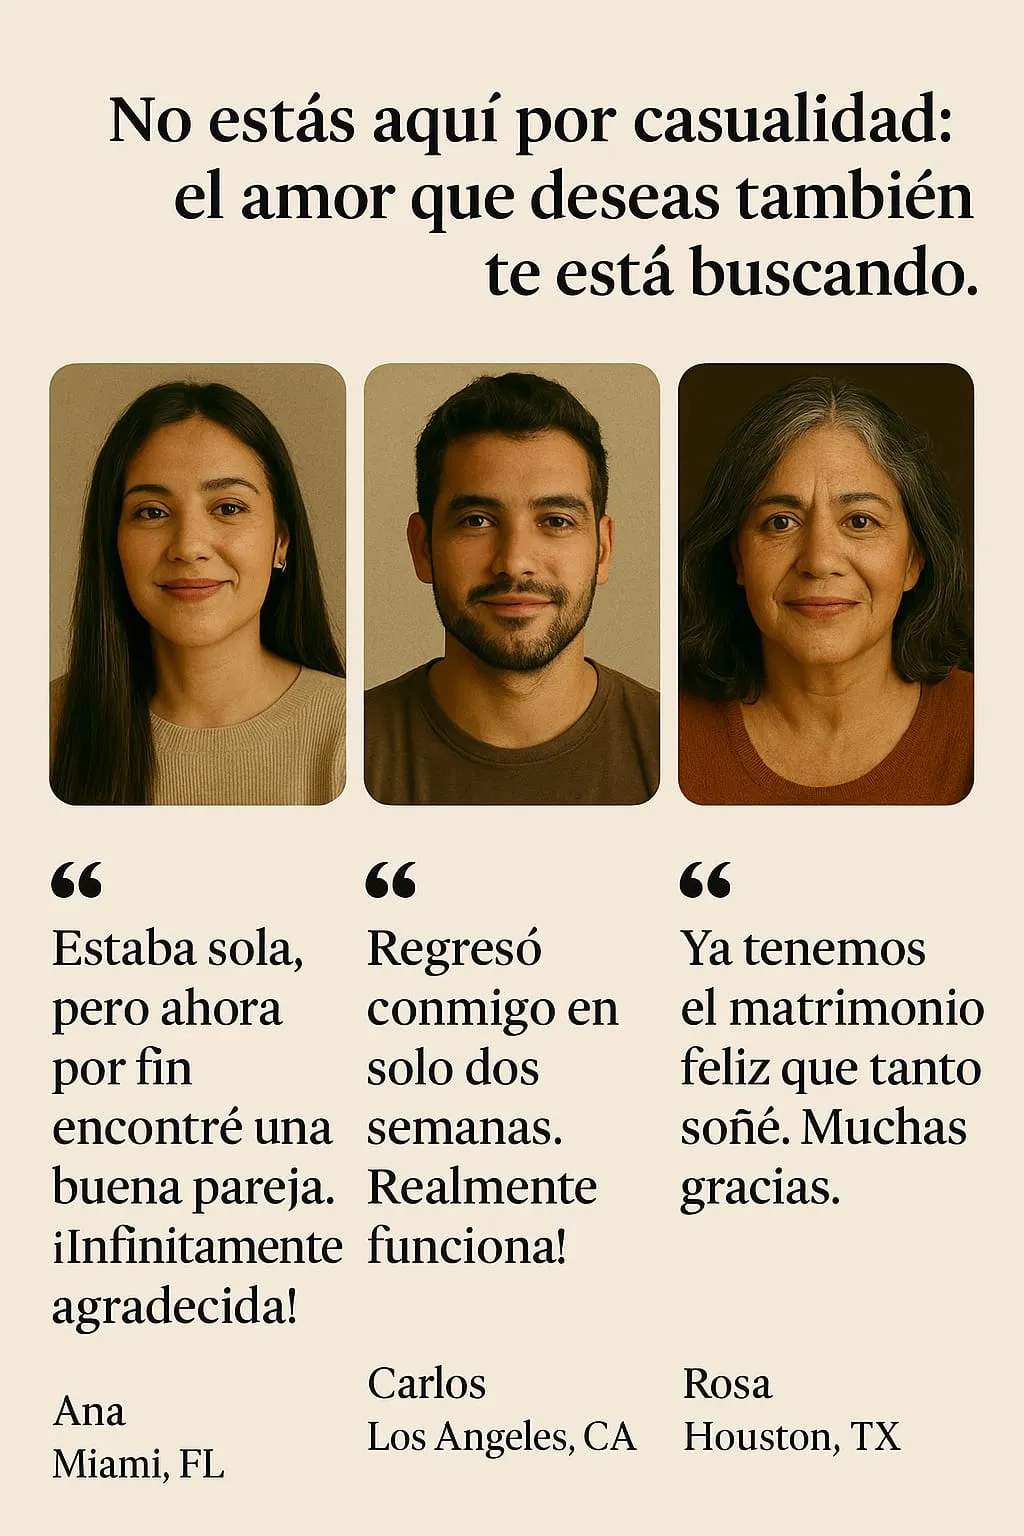 No estás aquí por casualidad:
el amor que deseas también
te está buscando.
“
Estaba sola,
pero ahora
por fin
encontré una
buena pareja.
¡Infinitamente
agradecida!
Ana
Miami, FL
“
Regresó
conmigo en
solo dos
semanas.
Realmente
funciona!
Carlos
Los Angeles, CA
“
Ya tenemos
el matrimonio
feliz que tanto
soñé. Muchas
gracias.
Rosa
Houston, TX